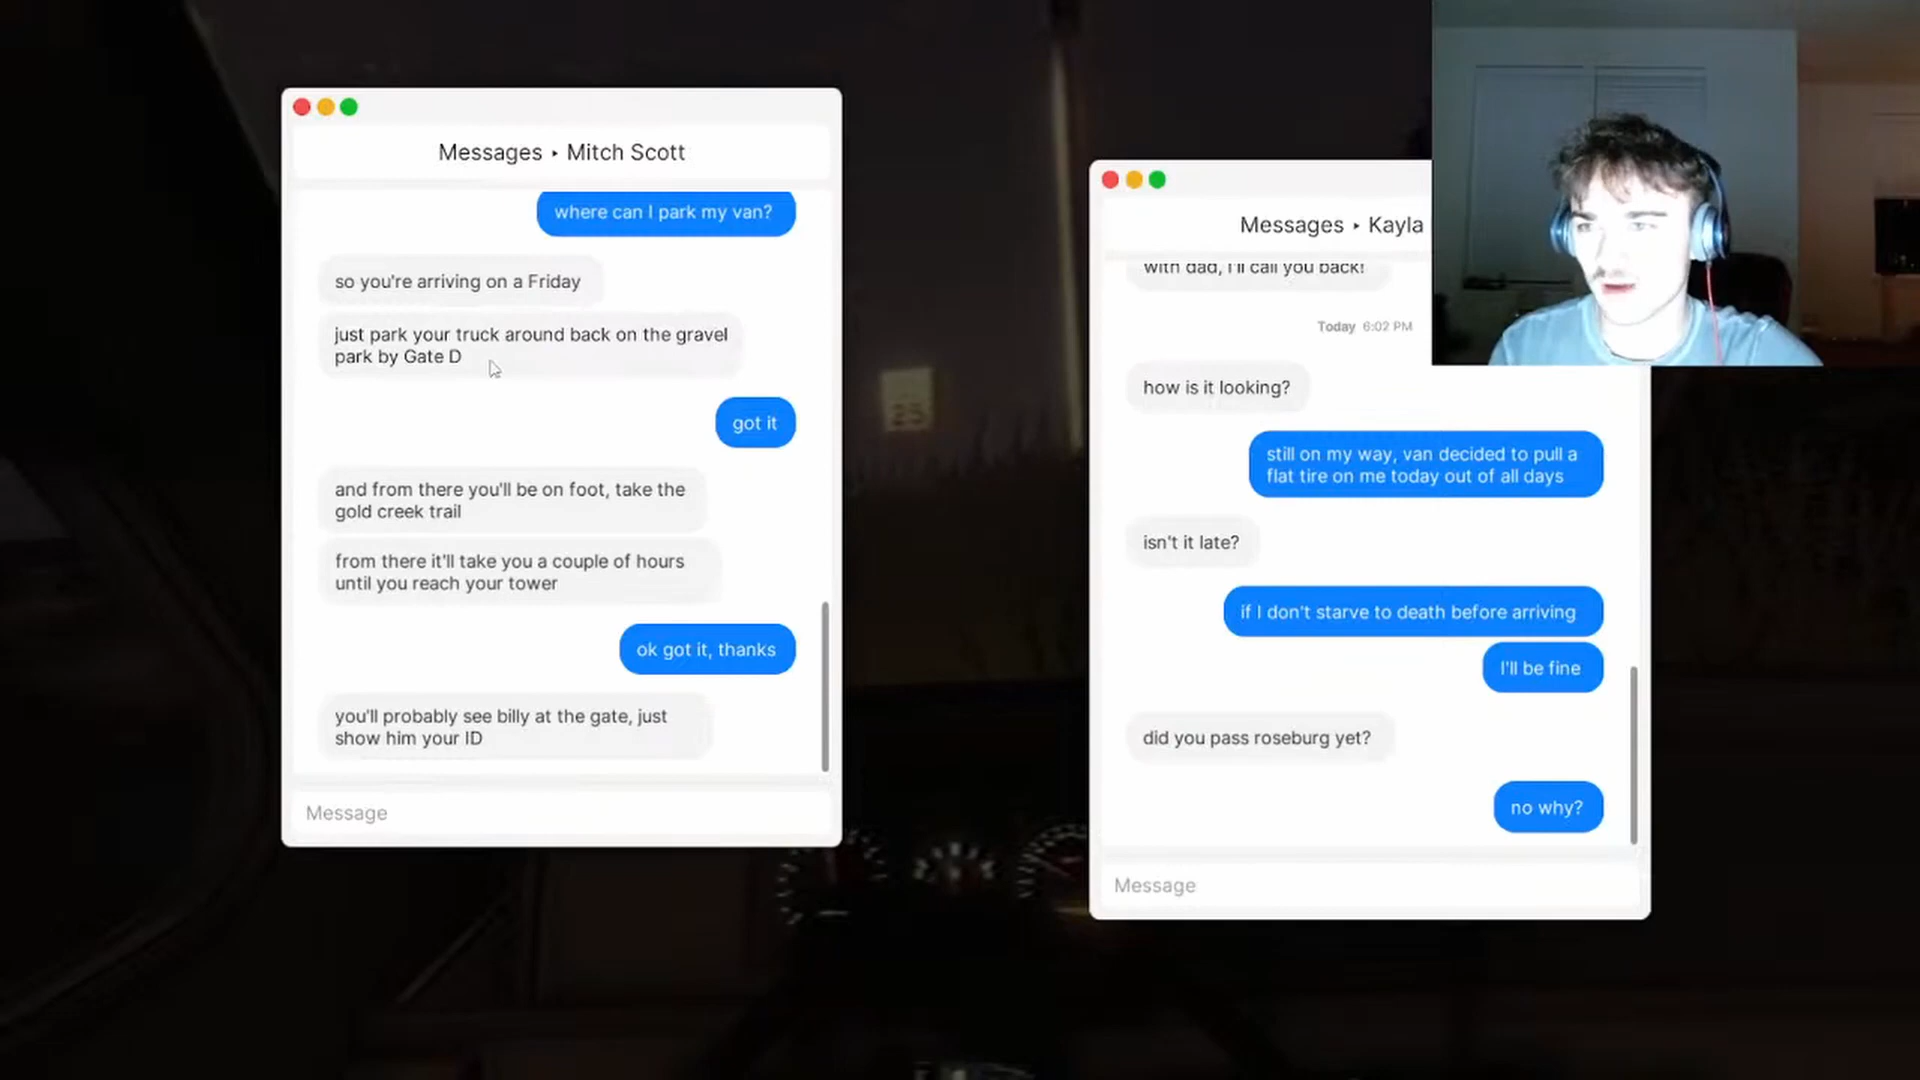 Messages ‣ Mitch Scott
where can I park my van?
so you're arriving on a Friday
just park your truck around back on the gravel
park by Gate D
got it
and from there you'll be on foot, take the
gold creek trail
from there it'll take you a couple of hours
until you reach your tower
ok got it, thanks
you'll probably see billy at the gate, just
show him your ID
Message
Messages ‣ Kayla
with dad, I'll call you back!
Today 6:02 PM
how is it looking?
still on my way, van decided to pull a
flat tire on me today out of all days
isn't it late?
if I don't starve to death before arriving
I'll be fine
did you pass roseburg yet?
no why?
Message
25